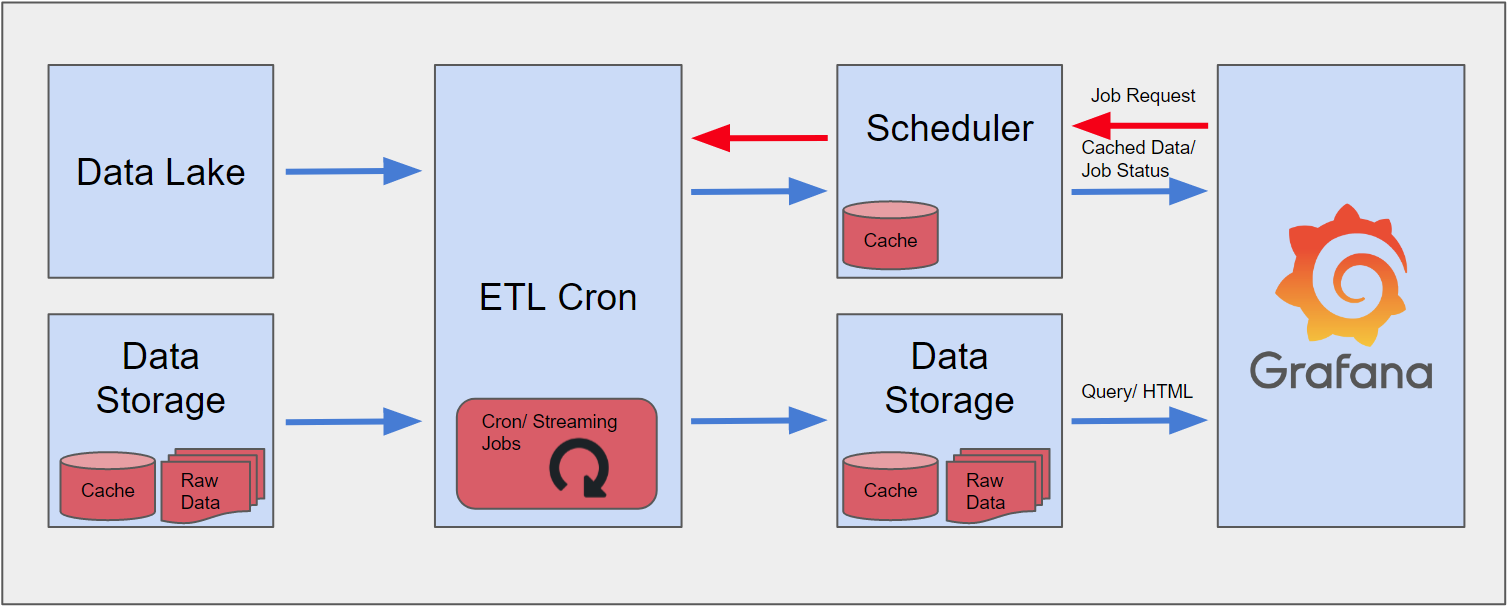 Data Lake
Data
Storage
Cache
Raw
Data
ETL Cron
Cron/ Streaming
Jobs
Scheduler
Cache
Data
Storage
Cache
Raw
Data
Job Request
Cached Data/
Job Status
Query/ HTML
Grafana